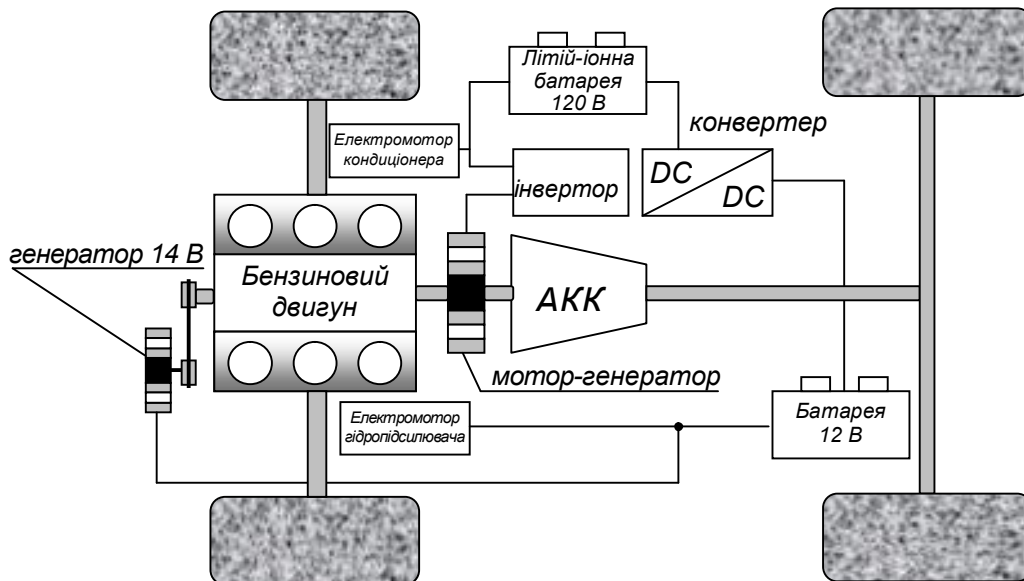 Літій-іонна
батарея
120 В
конвертер
Електромотор
кондиціонера
DC
DC
інвертор
генератор 14 В
Бензиновий
двигун
АКК
мотор-генератор
Електромотор
гідропідсилювача
Батарея
12 В